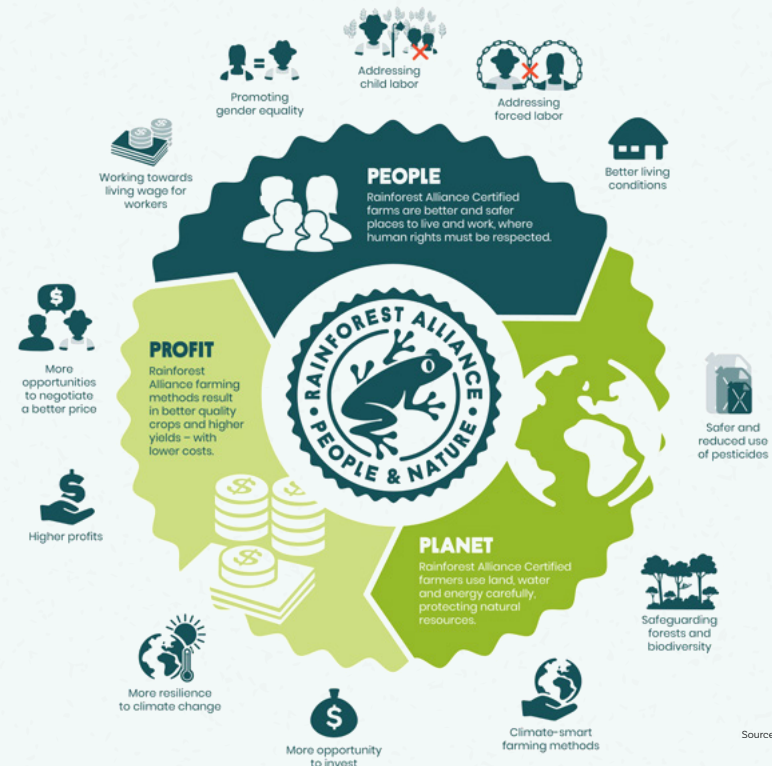 Addressing
child labor
Promoting
gender equality
Addressing
forced labor
Working towards
living wage for
workers
Better living
conditions
PEOPLE
Rainforest Alliance Certified
farms are better and safer
places to live and work, where
human rights must be respected.
PROFIT
Rainforest
Alliance farming
methods result
in better quality
crops and higher
yields – with
lower costs.
RAINFOREST ALLIANCE
PEOPLE & NATURE
More
opportunities
to negotiate
a better price
Safer and
reduced use
of pesticides
Higher profits
PLANET
Rainforest Alliance Certified
farmers use land, water
and energy carefully,
protecting natural
resources.
Safeguarding
forests and
biodiversity
More resilience
to climate change
Climate-smart
farming methods
More opportunity
to invest
Source